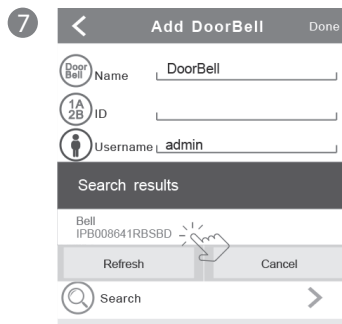 7
Add DoorBell Done
Door Bell Name DoorBell
1A 2B ID
Username admin
Search results
Bell
IPB008641RBSBD
Refresh Cancel
Search